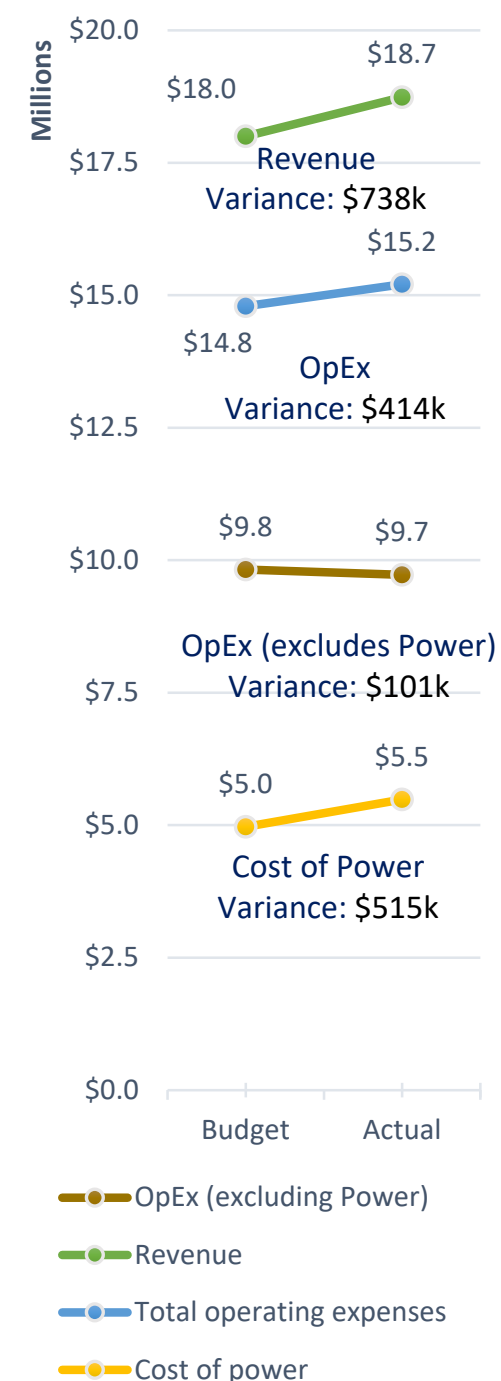 $20.0
Millions
$18.7
$18.0
$17.5
Revenue
Variance: $738k
$15.2
$15.0
$14.8
OpEx
Variance: $414k
$12.5
$9.8
$9.7
$10.0
OpEx (excludes Power)
Variance: $101k
$7.5
$5.5
$5.0
$5.0
Cost of Power
Variance: $515k
$2.5
$0.0
Budget
Actual
OpEx (excluding Power)
Revenue
Total operating expenses
Cost of power